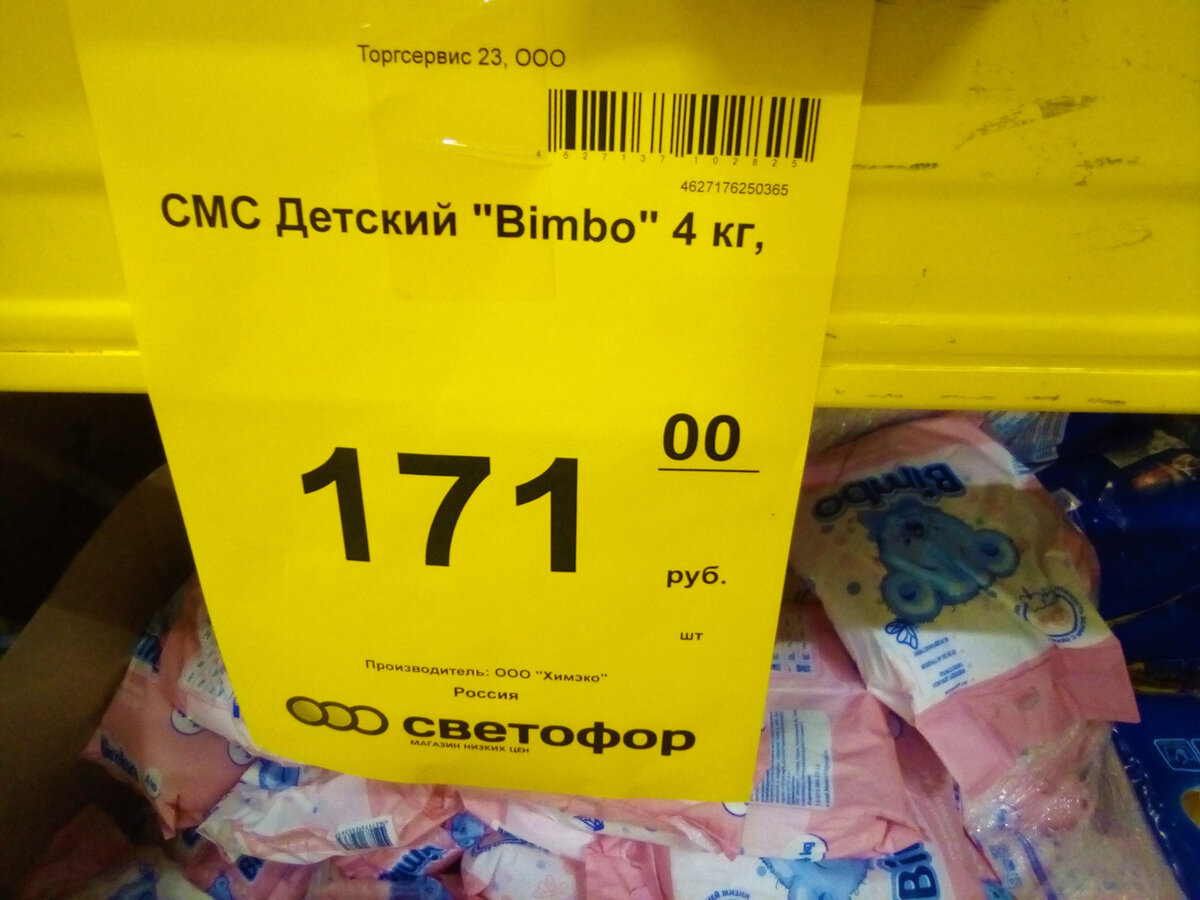 Торгсервис 23, ООО
4627137102825
4627176250365
СМС Детский "Bimbo" 4 кг,
171
00
руб.
шт
Производитель: ООО "Химэко"
Россия
светофор
МАГАЗИН НИЗКИХ ЦЕН
Bimbo